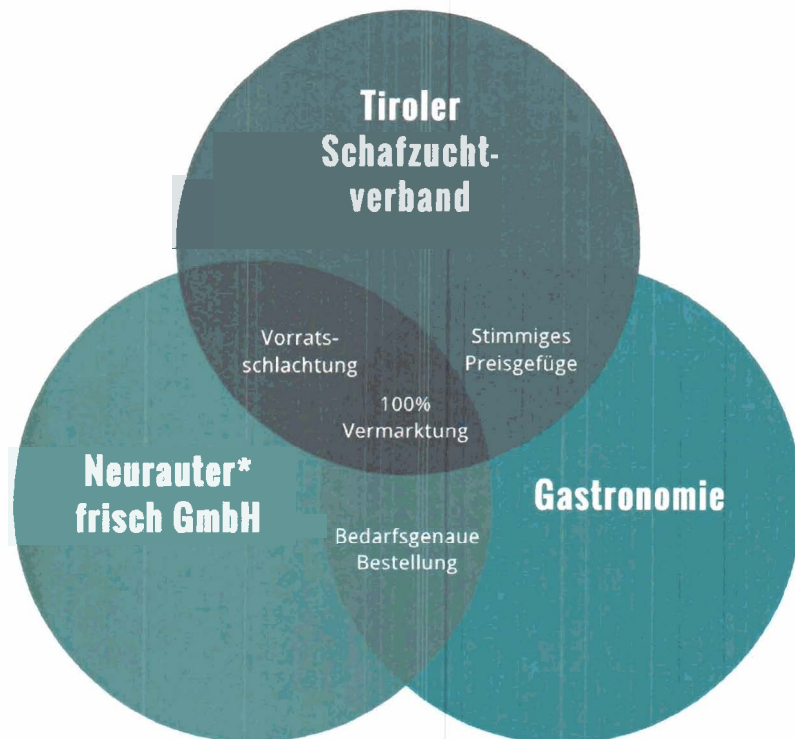 Tiroler
Schafzucht-
verband
Vorrats-
schlachtung
Stimmiges
Preisgefüge
100%
Vermarktung
Neurauter*
frisch GmbH
Gastronomie
Bedarfsgenaue
Bestellung